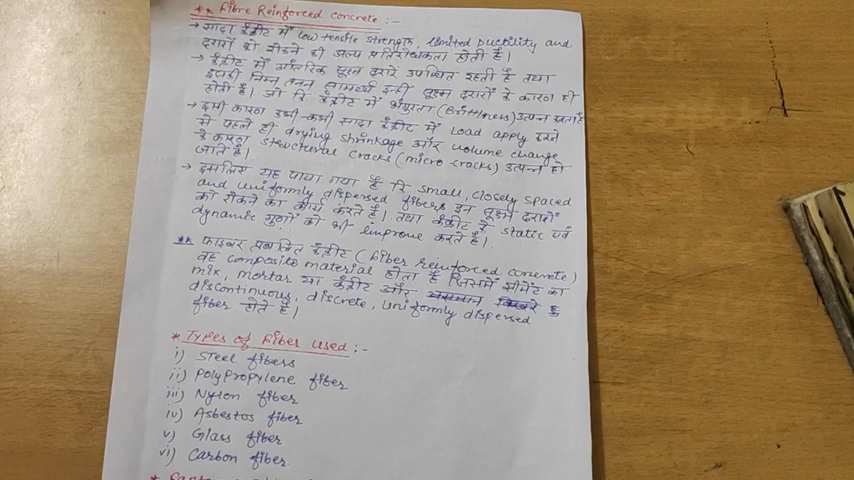 ** Fibre Reinforced concrete :-
→ सादा कंक्रीट में low tensile strength, limited ductility and
दरारों को रोकने की अल्प प्रतिरोधकता होती है।
→ कंक्रीट में आंतरिक सूक्ष्म दरारें उपस्थित रहती है तथा
इसकी निम्न तनन सामर्थ्य इन्हीं सूक्ष्म दरारों के कारण ही
होती है। जो कि कंक्रीट में भंगुरता (Brittlness) उत्पन्न करता है
→ इसी कारण कभी-कभी सादा कंक्रीट में Load apply करने
से पहले ही drying shrinkage और volume change
के कारण structural cracks (micro cracks) उत्पन्न हो
जाते है।
→ इसलिए यह पाया गया है कि small, closely spaced
and uniformly dispersed fibers इन सूक्ष्म दरारों
को रोकने का कार्य करते है। तथा कंक्रीट के static एवं
dynamic गुणों को भी improve करते है।
** फाइबर प्रबलित कंक्रीट (fiber reinforced concrete)
वह composite material होता है जिसमें सीमेंट का
mix, mortar या कंक्रीट और
discontinuous, discrete, uniformly dispersed
fiber होते है।
* Types of Fiber used :-
i) Steel fibers
ii) Polypropylene fiber
iii) Nylon fiber
iv) Asbestos fiber
v) Glass fiber
vi) Carbon fiber